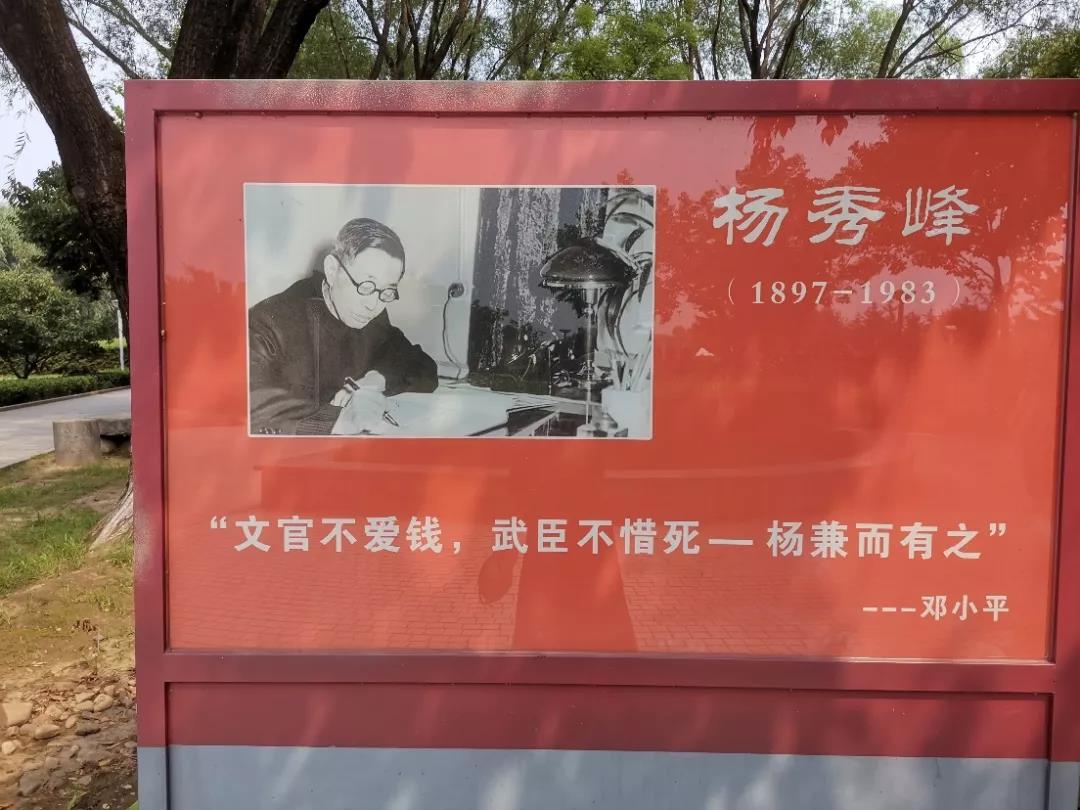 杨秀峰
（1897-1983）
“文官不爱钱，武臣不惜死—杨兼而有之”
---邓小平